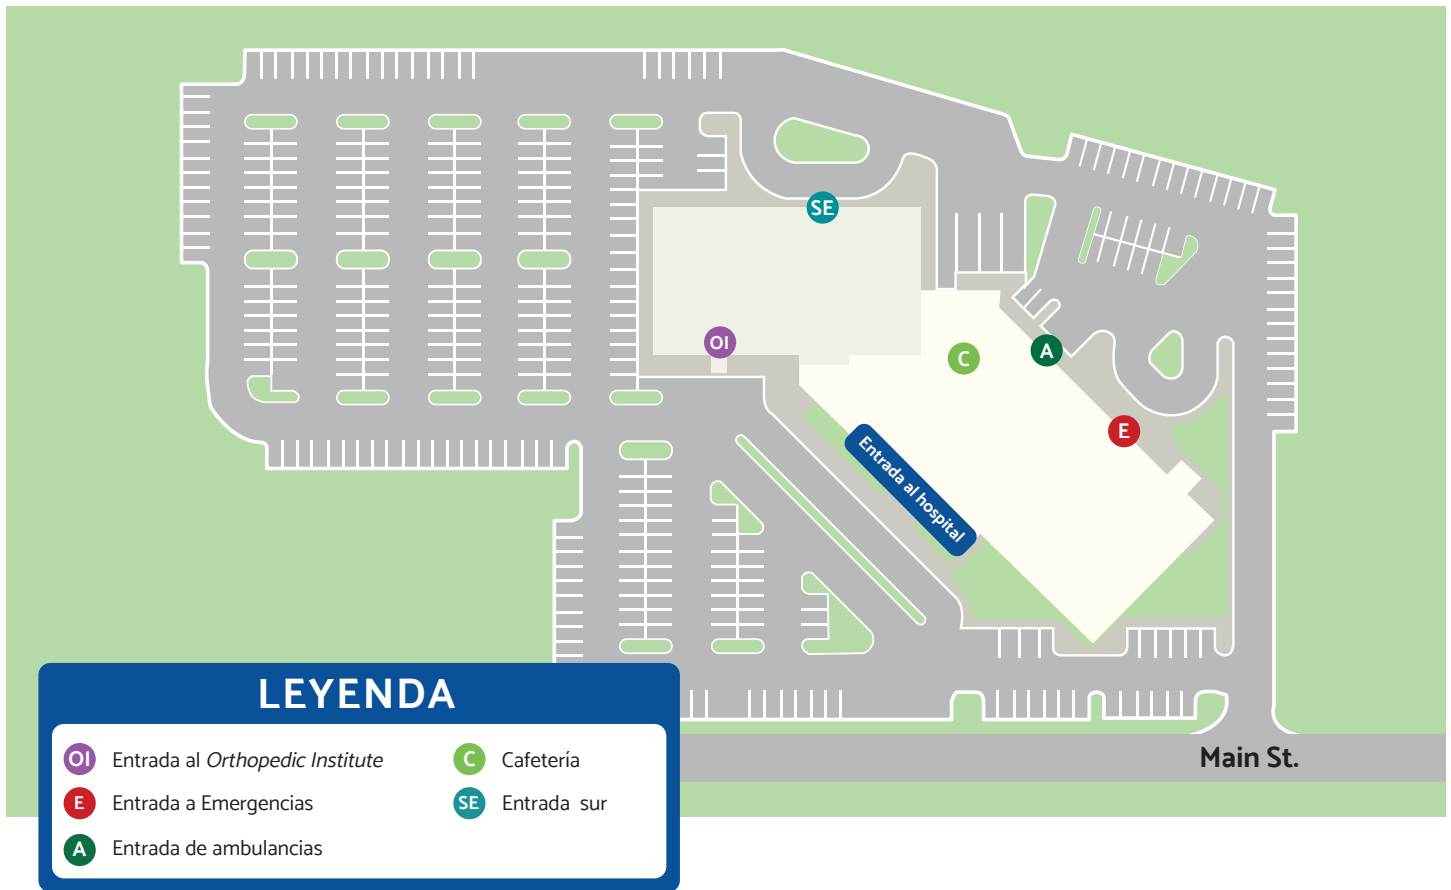 SE
OI
C
A
E
Entrada al hospital
Main St.
LEYENDA
OI Entrada al Orthopedic Institute
E Entrada a Emergencias
A Entrada de ambulancias
C Cafetería
SE Entrada sur